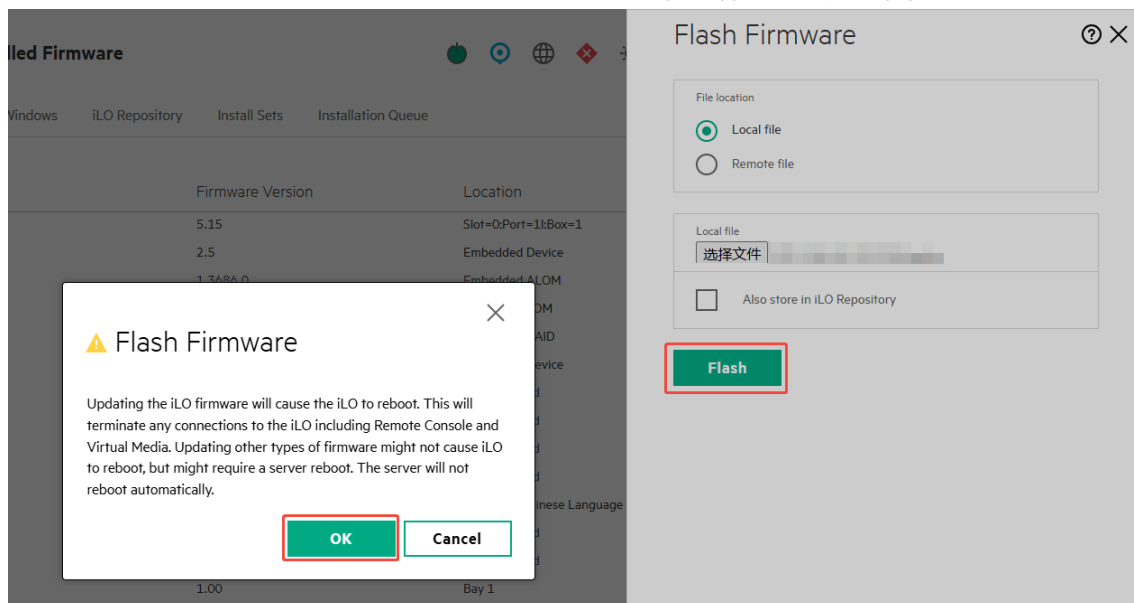 lled Firmware
Flash Firmware
Windows iLO Repository Install Sets Installation Queue
File location
Local file
Remote file
Firmware Version Location
5.15 Slot=0:Port=1I:Box=1
2.5 Embedded Device
1.3686.0 Embedded ALOM
OM
AID
evice
d
d
d
d
inese Language
d
d
1.00 Bay 1
Local file
选择文件
Also store in iLO Repository
Flash
Flash Firmware
Updating the iLO firmware will cause the iLO to reboot. This will
terminate any connections to the iLO including Remote Console and
Virtual Media. Updating other types of firmware might not cause iLO
to reboot, but might require a server reboot. The server will not
reboot automatically.
OK Cancel